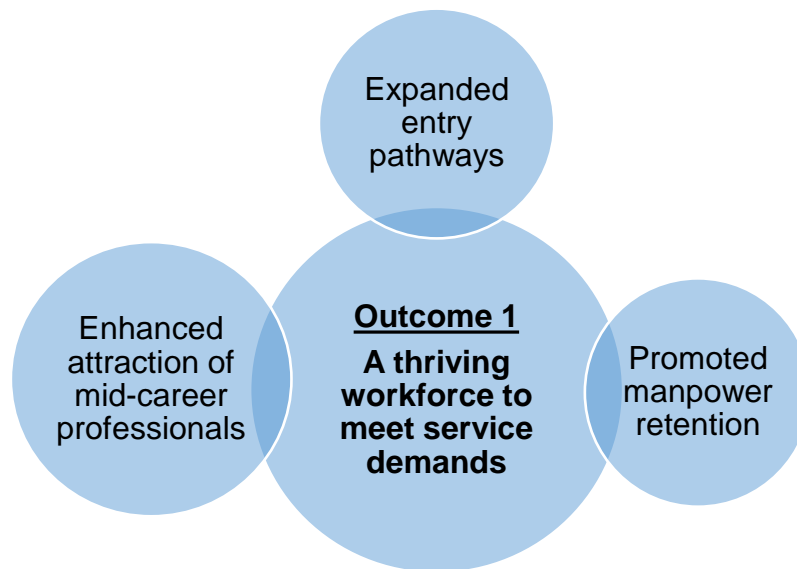 Expanded
entry
pathways
Enhanced
attraction of
mid-career
professionals
Outcome 1
A thriving
workforce to
meet service
demands
Promoted
manpower
retention